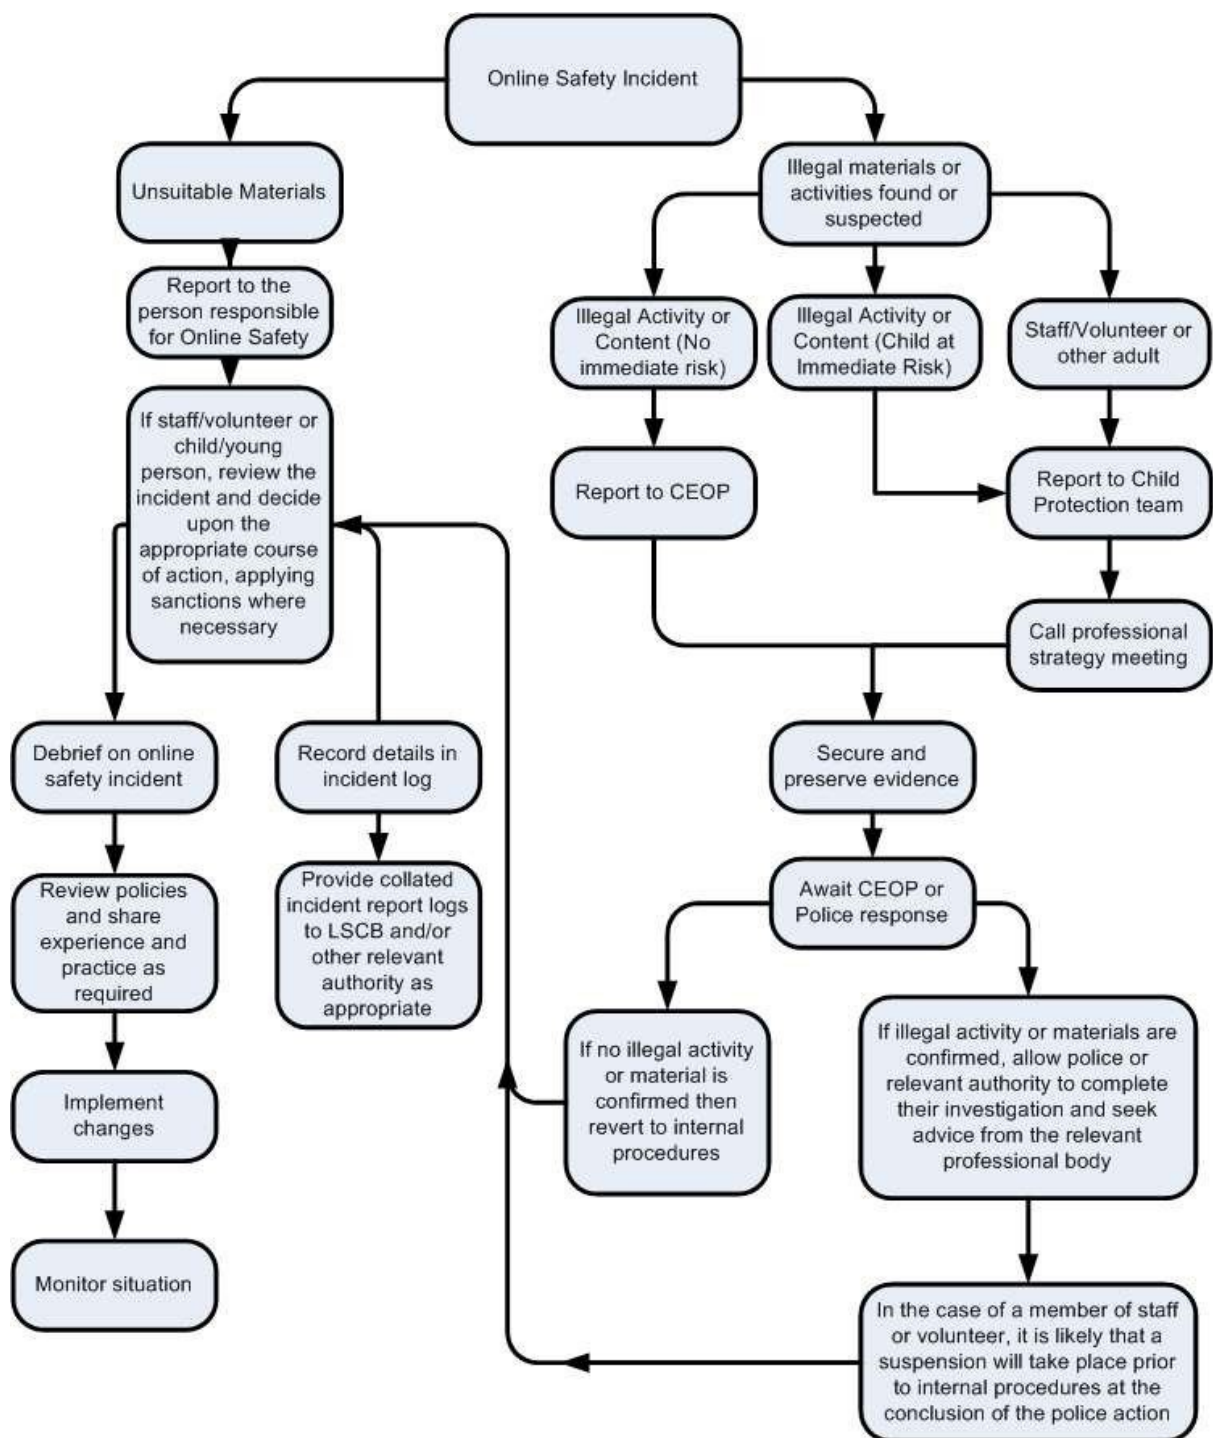 Online Safety Incident
Unsuitable Materials
Report to the
person responsible
for Online Safety
If staff/volunteer or
child/young
person, review the
incident and decide
upon the
appropriate course
of action, applying
sanctions where
necessary
Debrief on online
safety incident
Review policies
and share
experience and
practice as
required
Implement
changes
Monitor situation
Record details in
incident log
Provide collated
incident report logs
to LSCB and/or
other relevant
authority as
appropriate
Illegal materials or
activities found or
suspected
Illegal Activity or
Content (No
immediate risk)
Illegal Activity or
Content (Child at
Immediate Risk)
Staff/Volunteer or
other adult
Report to CEOP
Report to Child
Protection team
Call professional
strategy meeting
Secure and
preserve evidence
Await CEOP or
Police response
If no illegal activity
or material is
confirmed then
revert to internal
procedures
If illegal activity or materials are
confirmed, allow police or
relevant authority to complete
their investigation and seek
advice from the relevant
professional body
In the case of a member of staff
or volunteer, it is likely that a
suspension will take place prior
to internal procedures at the
conclusion of the police action